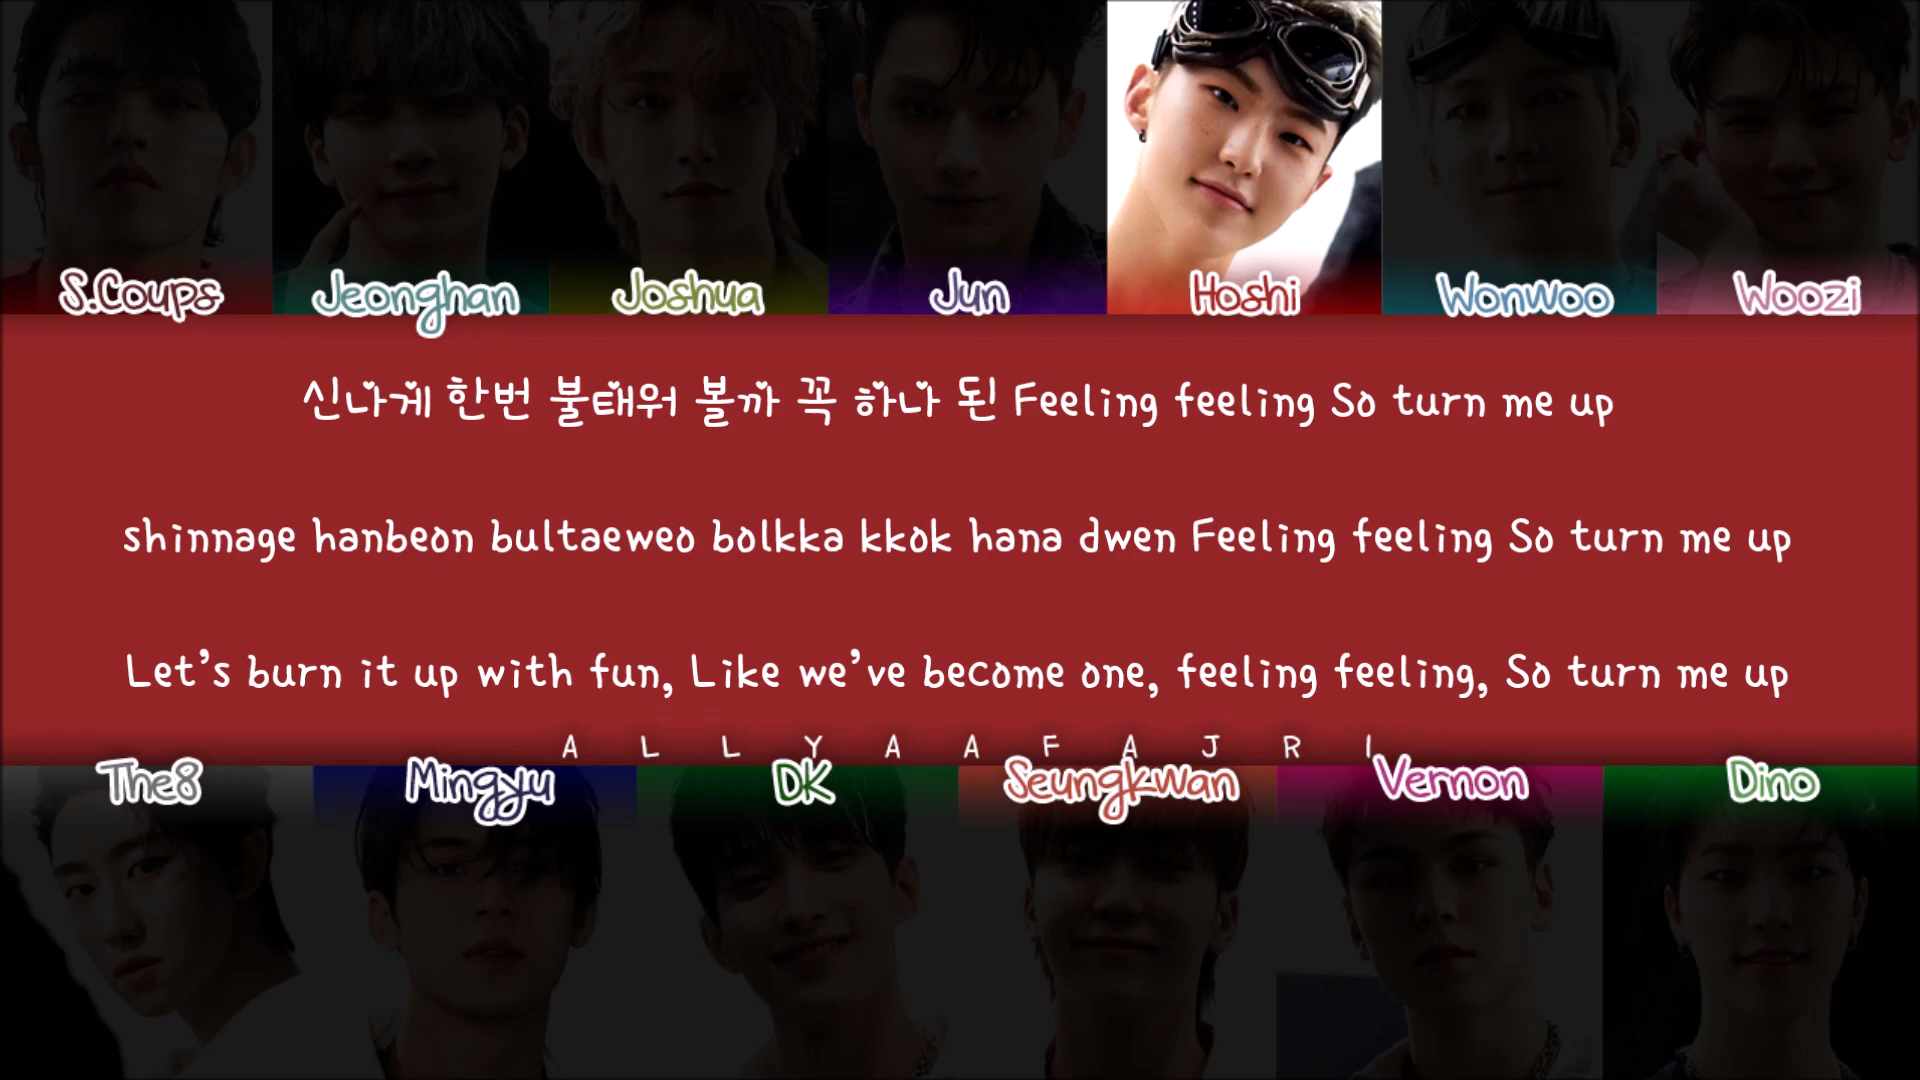 S.Coups Jeonghan Joshua Jun Hoshi Wonwoo Woozi
신나게 한번 불태워 볼까 꼭 하나 된 Feeling feeling So turn me up
shinnage hanbeon bultaeweo bolkka kkok hana dwen Feeling feeling So turn me up
Let's burn it up with fun, Like we've become one, feeling feeling, So turn me up
A L L Y A A F A J R I
The8 Mingyu DK Seungkwan Vernon Dino